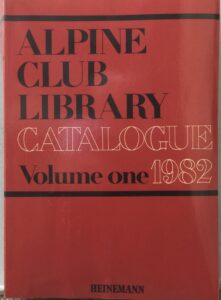 ALPINE
CLUB
LIBRARY
CATALOGUE
Volume one 1982
HEINEMANN